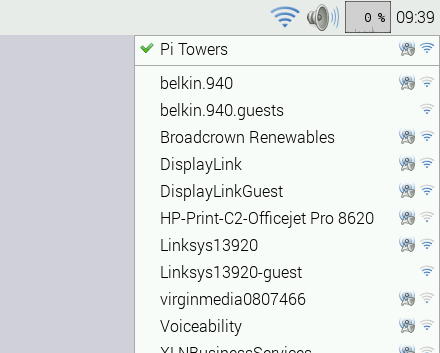 0 % 09:39
Pi Towers
belkin.940
belkin.940.guests
Broadcrown Renewables
DisplayLink
DisplayLinkGuest
HP-Print-C2-Officejet Pro 8620
Linksys13920
Linksys13920-guest
virginmedia0807466
Voiceability
XLNBusinessServices